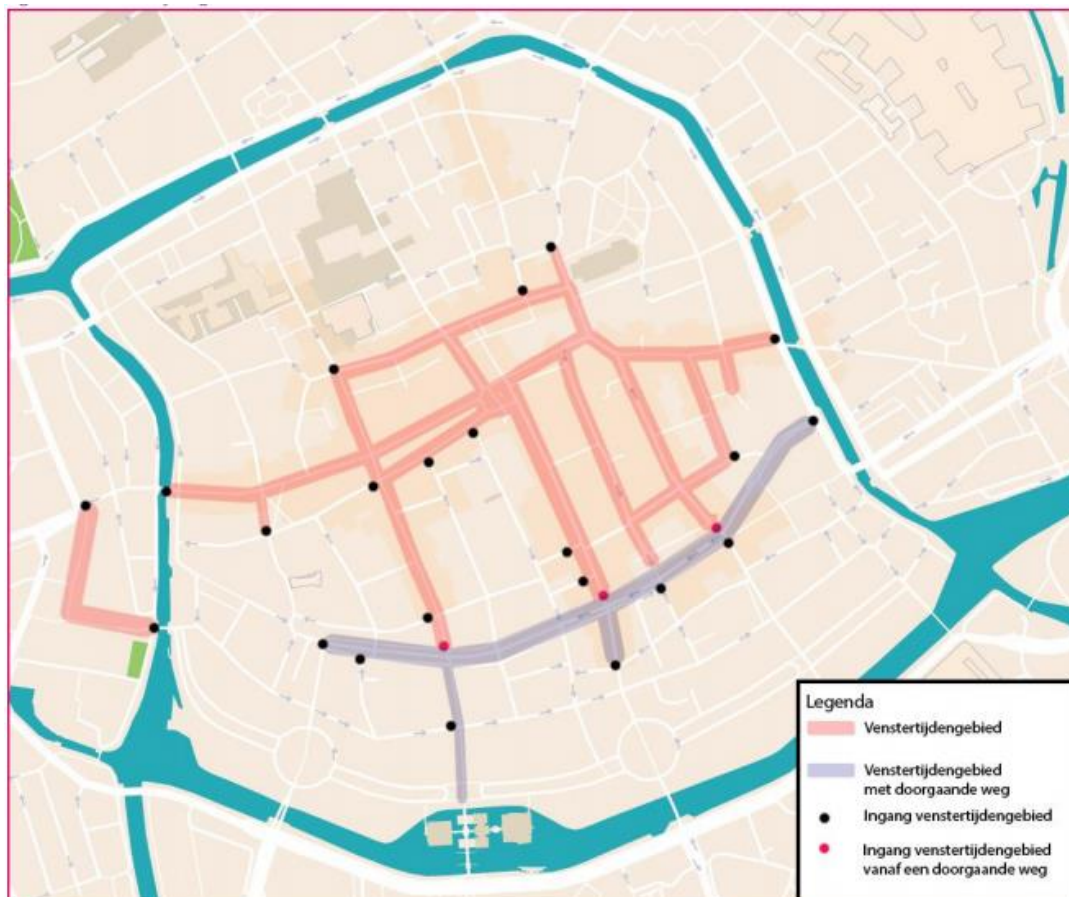 Legenda
Venstertijdengebied
Venstertijdengebied
met doorgaande weg
Ingang venstertijdengebied
Ingang venstertijdengebied
vanaf een doorgaande weg